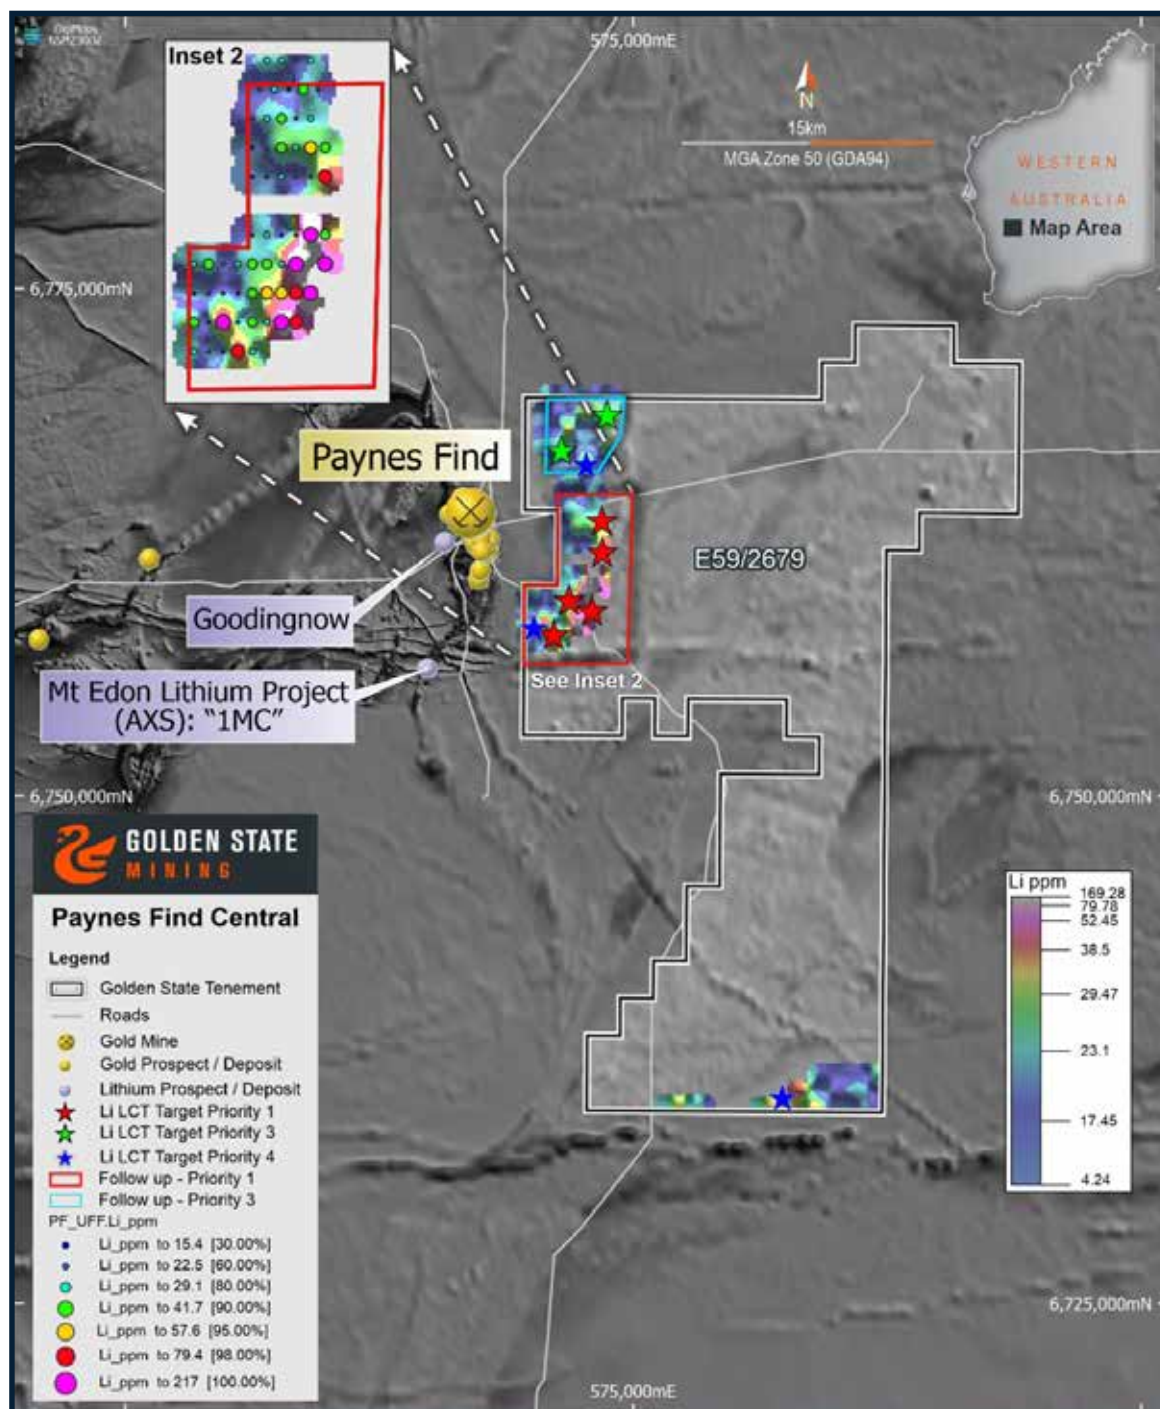 Inset 2
575,000mE
N
15km
MGA Zone 50 (GDA94)
WESTERN
AUSTRALIA
Map Area
6,775,000mN
Paynes Find
E59/2679
Goodingnow
See Inset 2
Mt Edon Lithium Project
(AXS): “1MC”
6,750,000mN
6,750,000mN
GOLDEN STATE
MINING
Paynes Find Central
Legend
Golden State Tenement
Roads
Gold Mine
Gold Prospect / Deposit
Lithium Prospect / Deposit
Li LCT Target Priority 1
Li LCT Target Priority 3
Li LCT Target Priority 4
Follow up - Priority 1
Follow up - Priority 3
PF_UFF.Li_ppm
Li_ppm to 15.4 [30.00%]
Li_ppm to 22.5 [60.00%]
Li_ppm to 29.1 [80.00%]
Li_ppm to 41.7 [90.00%]
Li_ppm to 57.6 [95.00%]
Li_ppm to 79.4 [98.00%]
Li_ppm to 217 [100.00%]
Li ppm
169.28
79.78
52.45
38.5
29.47
23.1
17.45
4.24
6,725,000mN
575,000mE